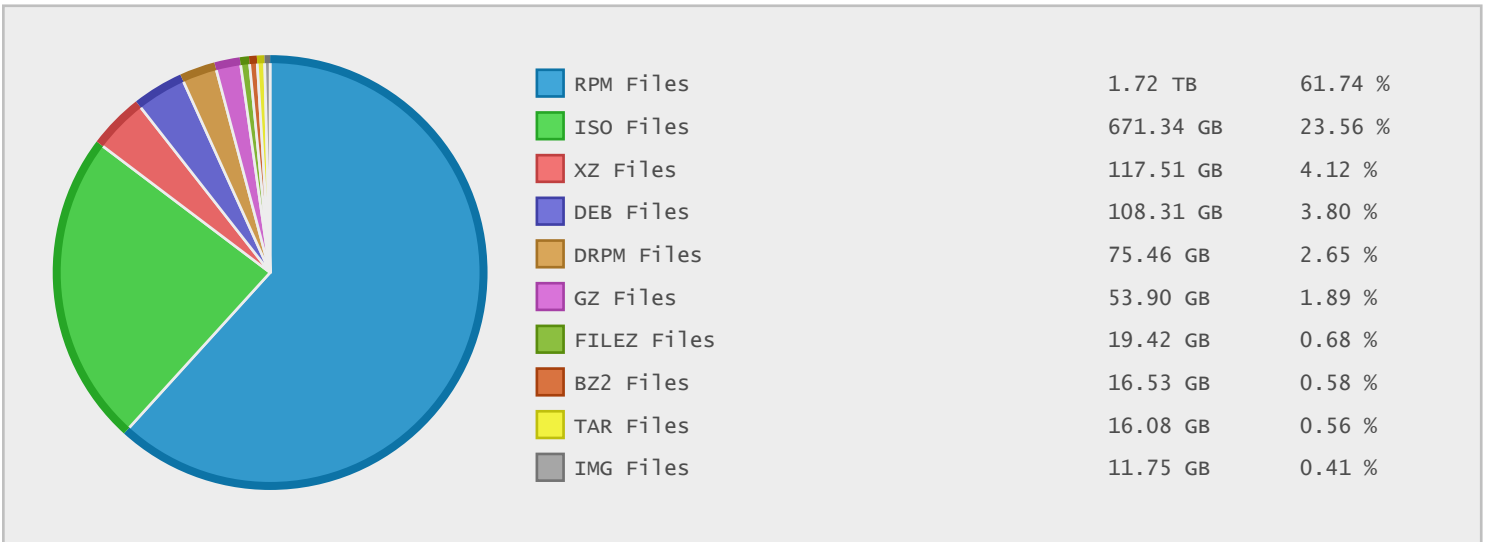 RPM Files 1.72 TB 61.74 %
ISO Files 671.34 GB 23.56 %
XZ Files 117.51 GB 4.12 %
DEB Files 108.31 GB 3.80 %
DRPM Files 75.46 GB 2.65 %
GZ Files 53.90 GB 1.89 %
FILEZ Files 19.42 GB 0.68 %
BZ2 Files 16.53 GB 0.58 %
TAR Files 16.08 GB 0.56 %
IMG Files 11.75 GB 0.41 %